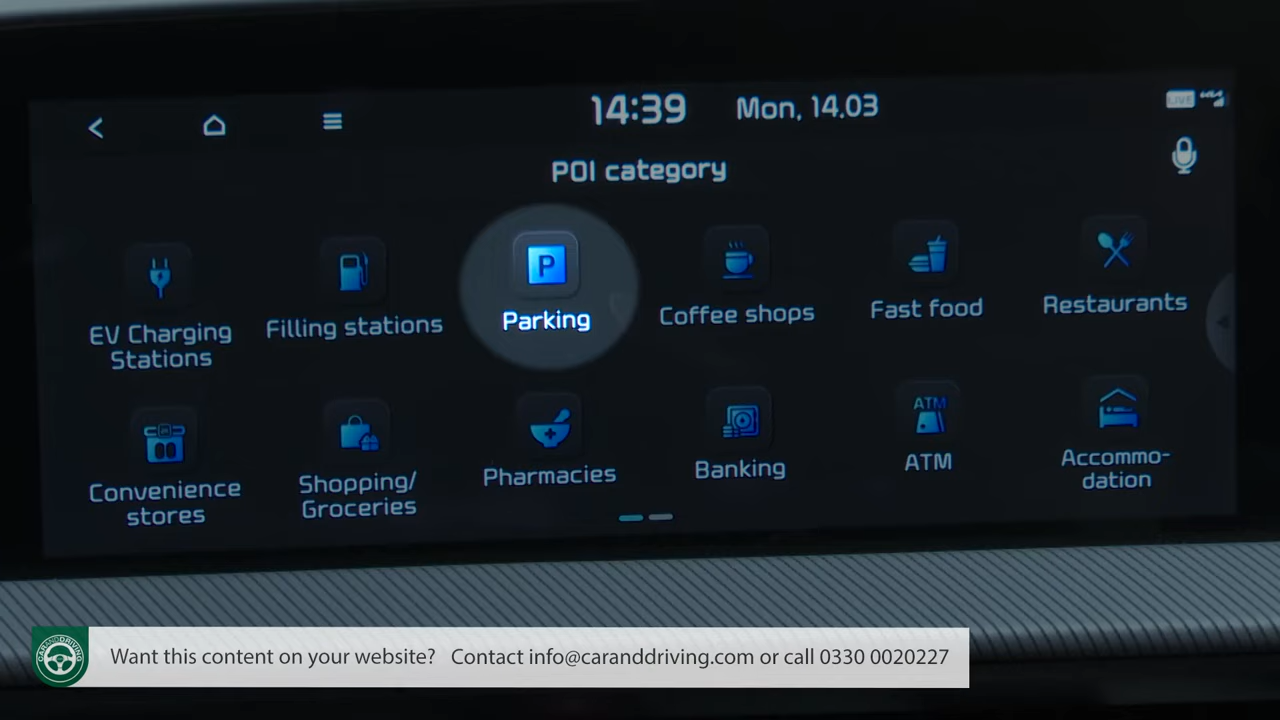 14:39 Mon, 14.03
LIVE
POI category
P
EV Charging
Stations
Filling stations
Parking
Coffee shops
Fast food
Restaurants
Convenience
stores
Shopping/
Groceries
Pharmacies
Banking
ATM
ATM
Accommo-
dation
CARANDDRIVING
Want this content on your website? Contact info@caranddriving.com or call 0330 0020227